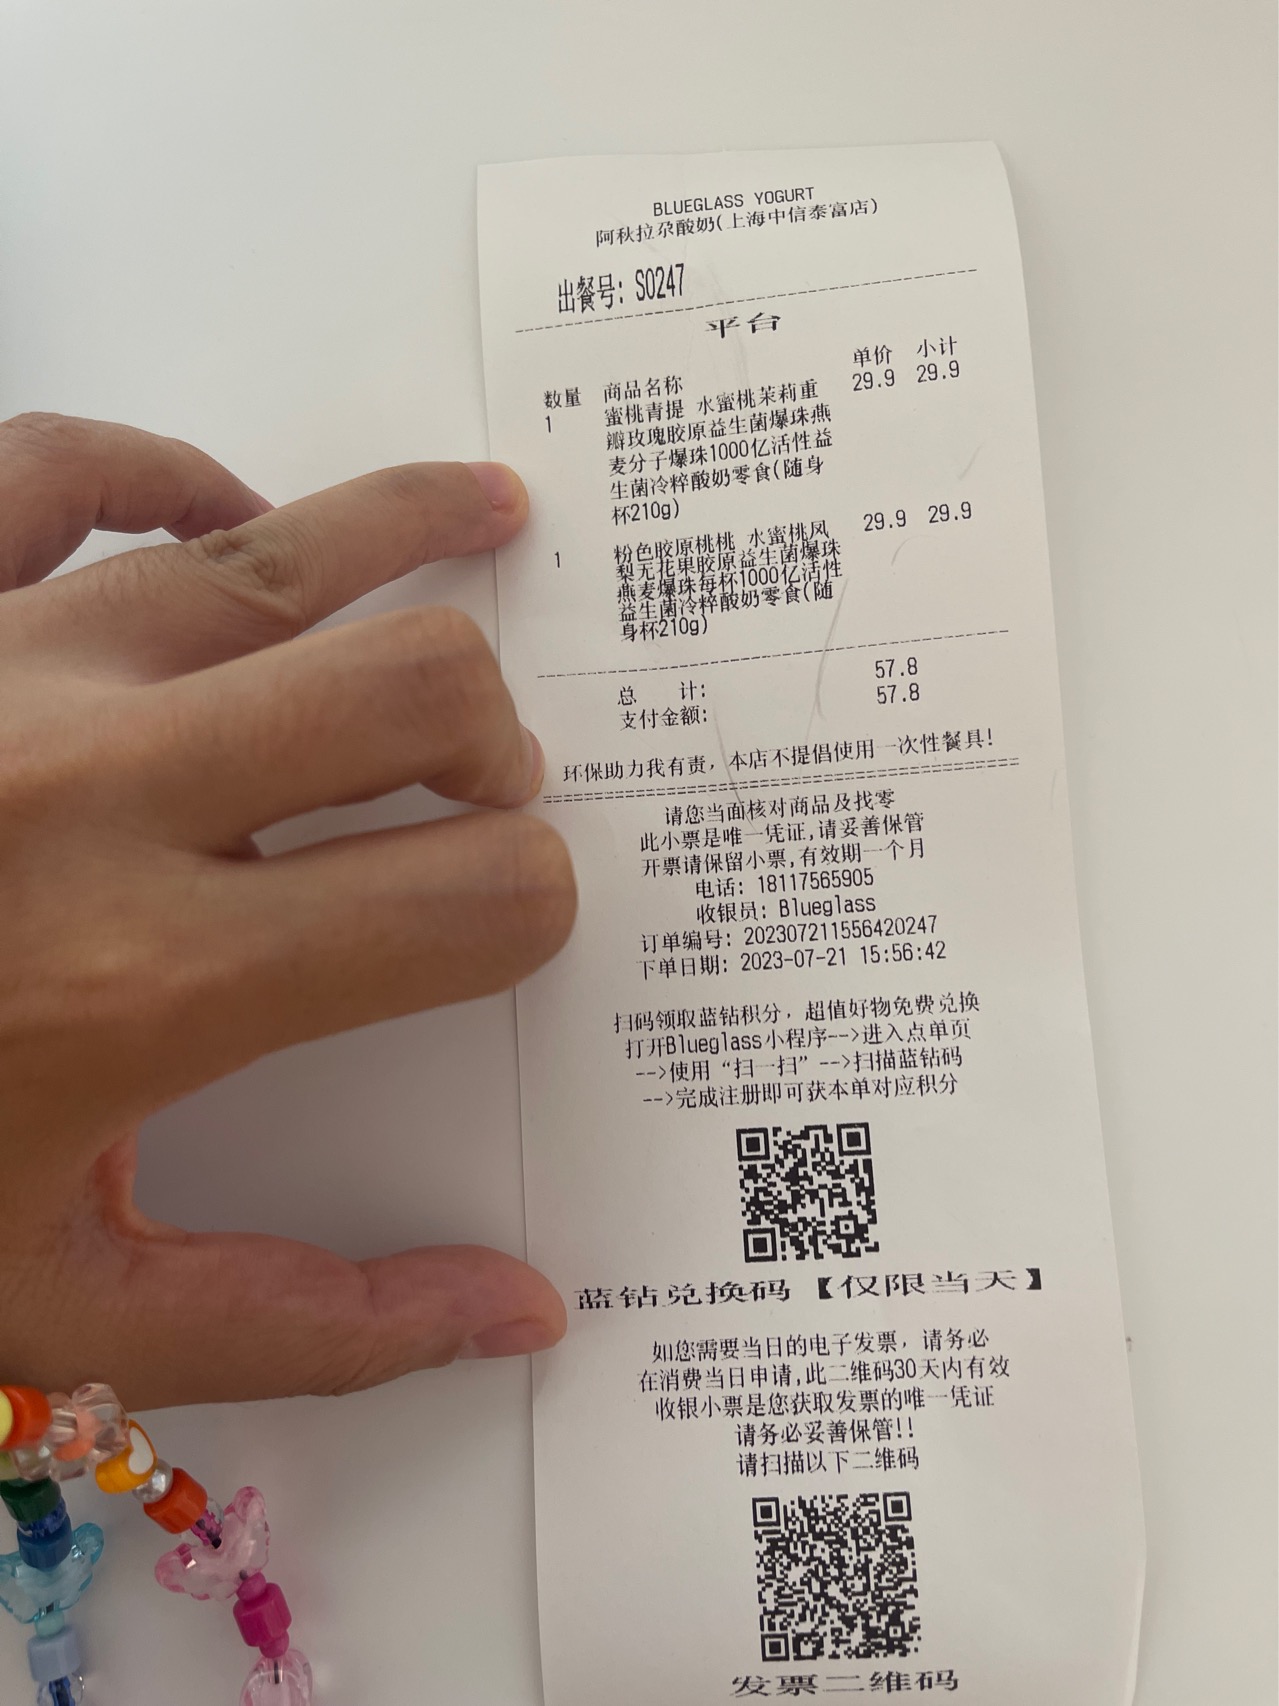 BLUEGLASS YOGURT
阿秋拉尕酸奶(上海中信泰富店)
出餐号: S0247
平台
数量 商品名称 单价 小计
1 蜜桃青提 水蜜桃茉莉重 29.9 29.9
瓣玫瑰胶原益生菌爆珠燕
麦分子爆珠1000亿活性益
生菌冷粹酸奶零食(随身
杯210g)
1 粉色胶原桃桃 水蜜桃凤 29.9 29.9
梨无花果胶原益生菌爆珠
燕麦爆珠每杯1000亿活性
益生菌冷粹酸奶零食(随
身杯210g)
总 计: 57.8
支付金额: 57.8
环保助力我有责，本店不提倡使用一次性餐具!
请您当面核对商品及找零
此小票是唯一凭证,请妥善保管
开票请保留小票,有效期一个月
电话: 18117565905
收银员: Blueglass
订单编号: 202307211556420247
下单日期: 2023-07-21 15:56:42
扫码领取蓝钻积分，超值好物免费兑换
打开Blueglass小程序-->进入点单页
-->使用“扫一扫”-->扫描蓝钻码
-->完成注册即可获本单对应积分
蓝钻兑换码【仅限当天】
如您需要当日的电子发票，请务必
在消费当日申请,此二维码30天内有效
收银小票是您获取发票的唯一凭证
请务必妥善保管!!
请扫描以下二维码
发票二维码